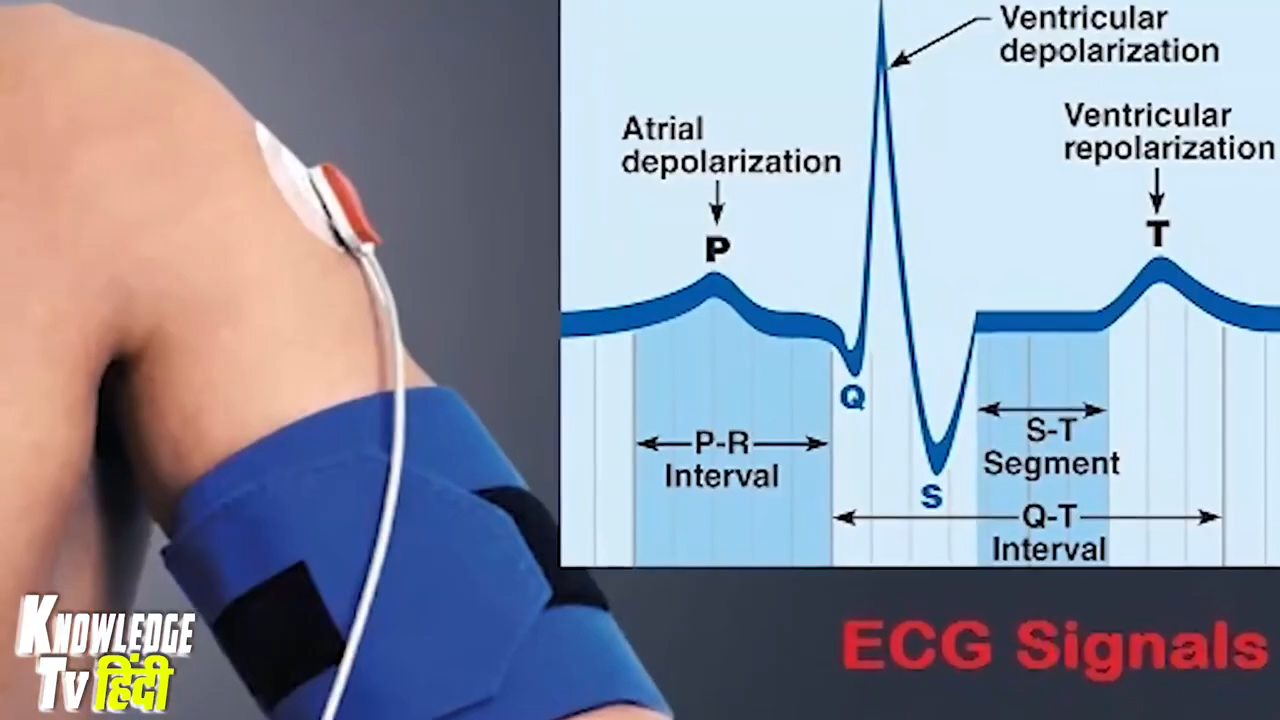 Ventricular
depolarization
Atrial
depolarization
P
Ventricular
repolarization
T
Q
S
P-R
Interval
S-T
Segment
Q-T
Interval
ECG Signals
KNOWLEDGE
TV हिंदी